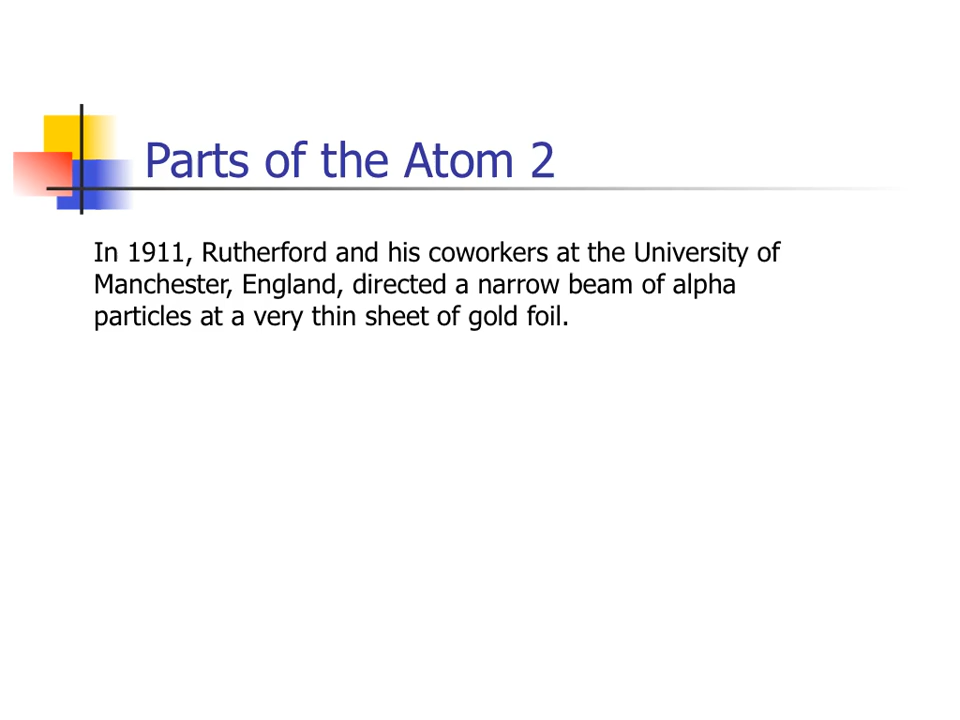 Parts of the Atom 2
In 1911, Rutherford and his coworkers at the University of
Manchester, England, directed a narrow beam of alpha
particles at a very thin sheet of gold foil.